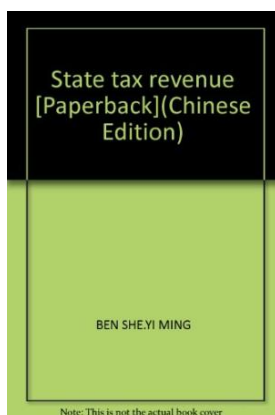 State tax revenue
[Paperback](Chinese
Edition)
BEN SHE.YI MING
Note: This is not the actual book cover